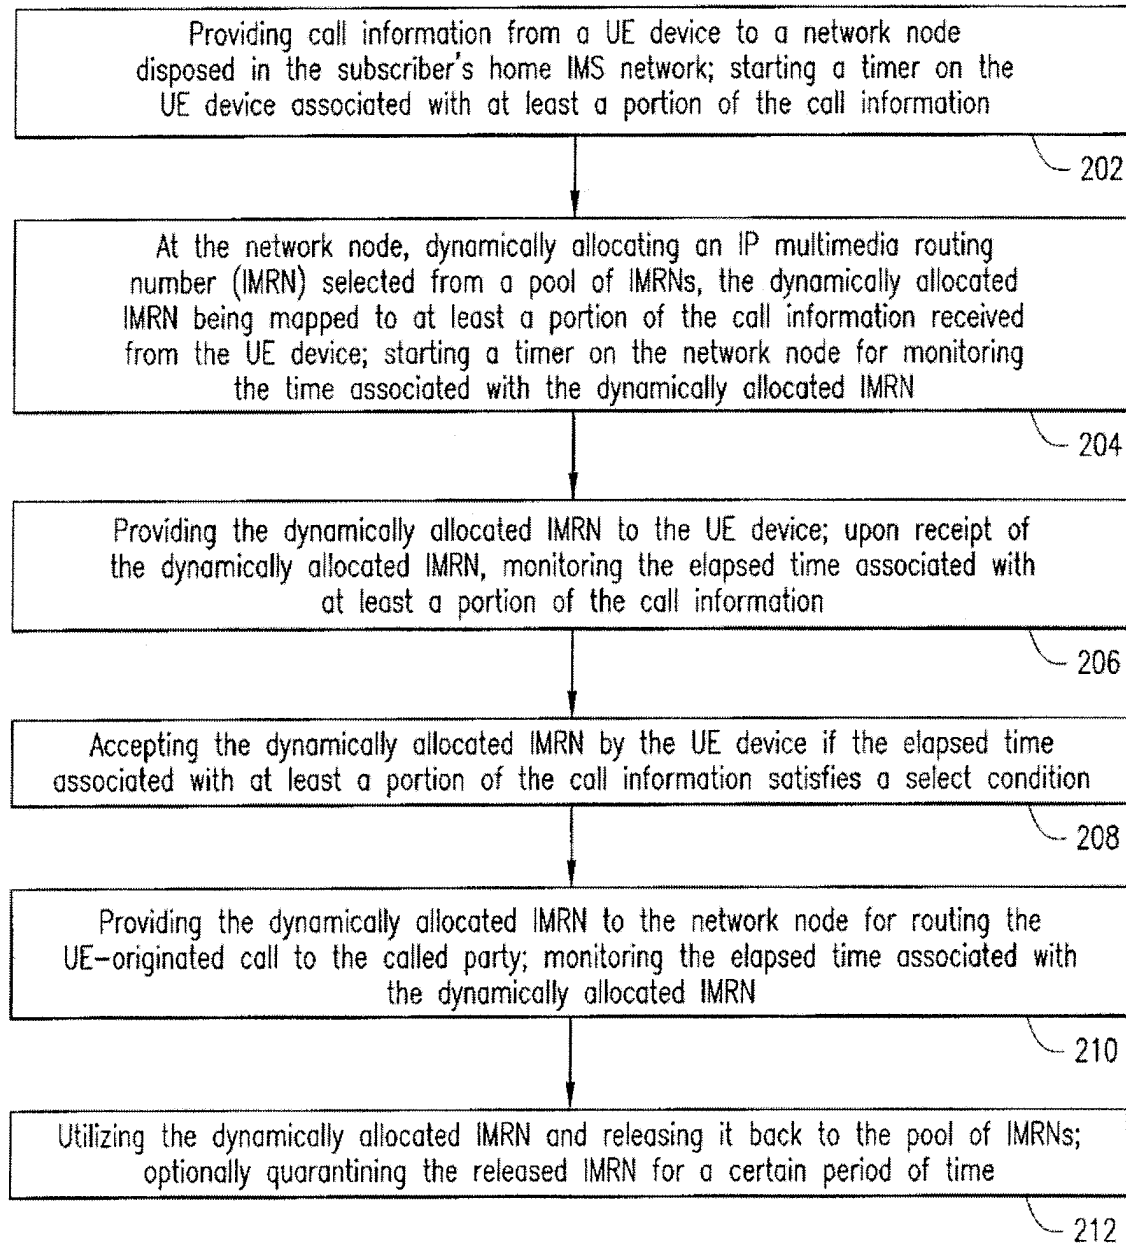 Providing call information from a UE device to a network node
disposed in the subscriber's home IMS network; starting a timer on the
UE device associated with at least a portion of the call information
202
At the network node, dynamically allocating an IP multimedia routing
number (IMRN) selected from a pool of IMRNs, the dynamically allocated
IMRN being mapped to at least a portion of the call information received
from the UE device; starting a timer on the network node for monitoring
the time associated with the dynamically allocated IMRN
204
Providing the dynamically allocated IMRN to the UE device; upon receipt of
the dynamically allocated IMRN, monitoring the elapsed time associated with
at least a portion of the call information
206
Accepting the dynamically allocated IMRN by the UE device if the elapsed time
associated with at least a portion of the call information satisfies a select condition
208
Providing the dynamically allocated IMRN to the network node for routing the
UE-originated call to the called party; monitoring the elapsed time associated with
the dynamically allocated IMRN
210
Utilizing the dynamically allocated IMRN and releasing it back to the pool of IMRNs;
optionally quarantining the released IMRN for a certain period of time
212